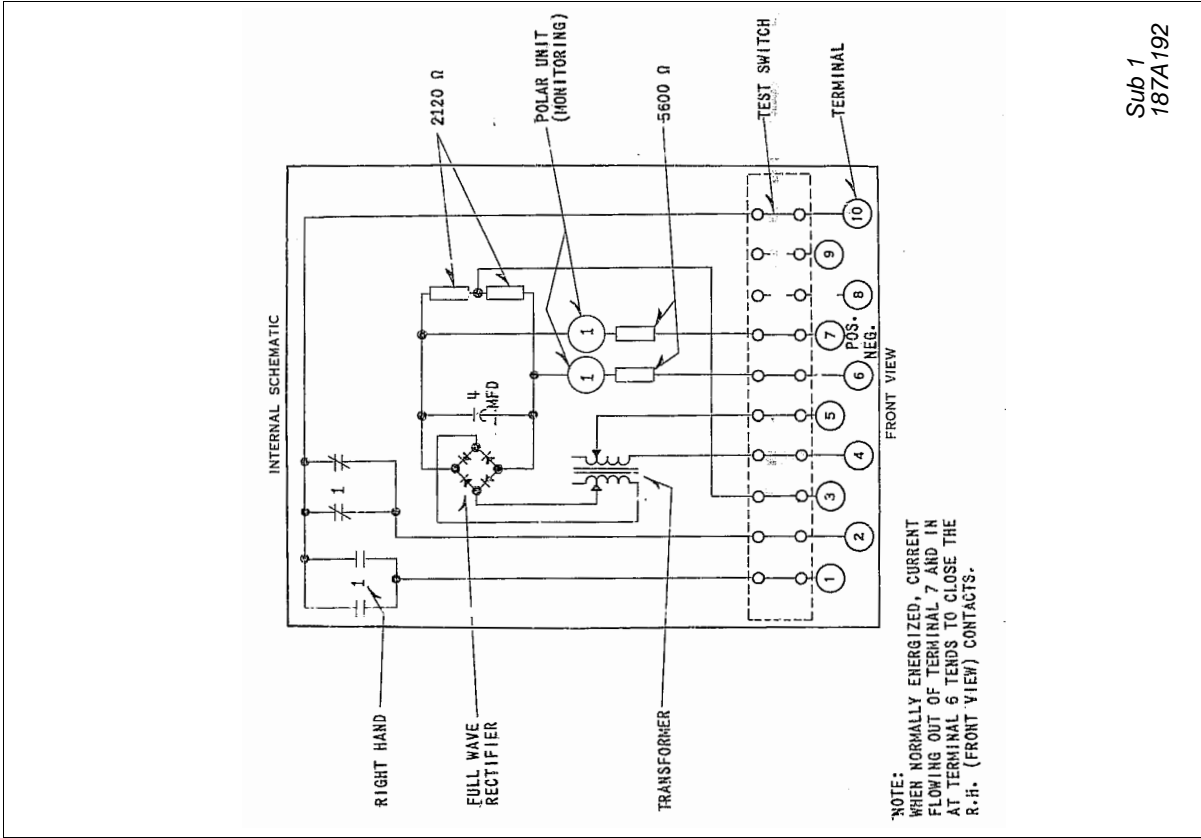 Sub 1
187A192
INTERNAL SCHEMATIC
2120 Ω
POLAR UNIT
(MONITORING)
5600 Ω
TEST SWITCH
TERMINAL
RIGHT HAND
1
1
4
MFD
1
1
FULL WAVE
RECTIFIER
TRANSFORMER
1
2
3
4
5
6
7
8
9
10
POS.
NEG.
FRONT VIEW
NOTE:
WHEN NORMALLY ENERGIZED, CURRENT
FLOWING OUT OF TERMINAL 7 AND IN
AT TERMINAL 6 TENDS TO CLOSE THE
R.H. (FRONT VIEW) CONTACTS.